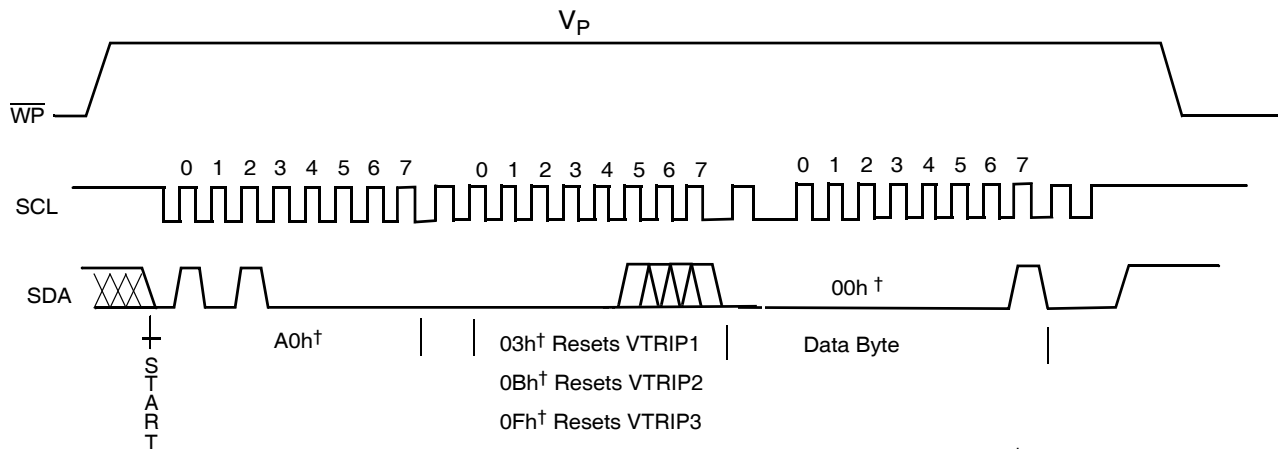 VP
WP
0 1 2 3 4 5 6 7 0 1 2 3 4 5 6 7 0 1 2 3 4 5 6 7
SCL
SDA
00h †
A0h†
03h† Resets VTRIP1
Data Byte
0Bh† Resets VTRIP2
0Fh† Resets VTRIP3
START